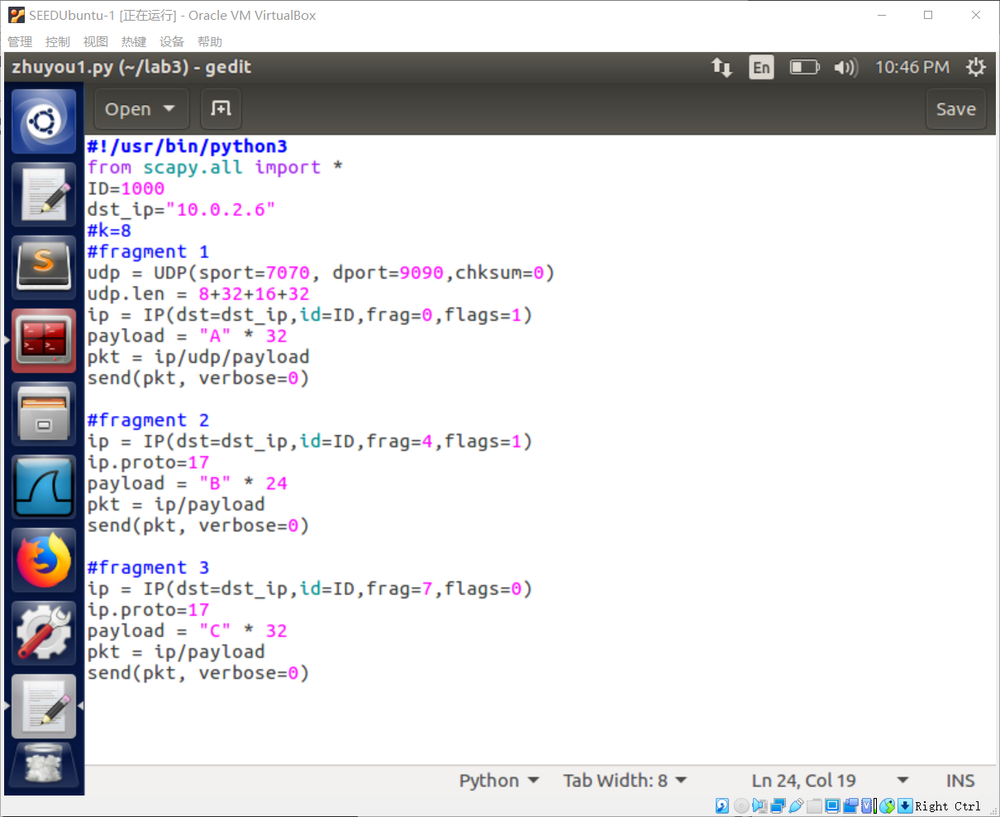 SEEDUbuntu-1 [正在运行] - Oracle VM VirtualBox
管理 控制 视图 热键 设备 帮助
zhuyou1.py (~/lab3) - gedit En 10:46 PM
Open Save
#!/usr/bin/python3
from scapy.all import *
ID=1000
dst_ip="10.0.2.6"
#k=8
#fragment 1
udp = UDP(sport=7070, dport=9090,chksum=0)
udp.len = 8+32+16+32
ip = IP(dst=dst_ip,id=ID,frag=0,flags=1)
payload = "A" * 32
pkt = ip/udp/payload
send(pkt, verbose=0)

#fragment 2
ip = IP(dst=dst_ip,id=ID,frag=4,flags=1)
ip.proto=17
payload = "B" * 24
pkt = ip/payload
send(pkt, verbose=0)

#fragment 3
ip = IP(dst=dst_ip,id=ID,frag=7,flags=0)
ip.proto=17
payload = "C" * 32
pkt = ip/payload
send(pkt, verbose=0)
Python Tab Width: 8 Ln 24, Col 19 INS
Right Ctrl